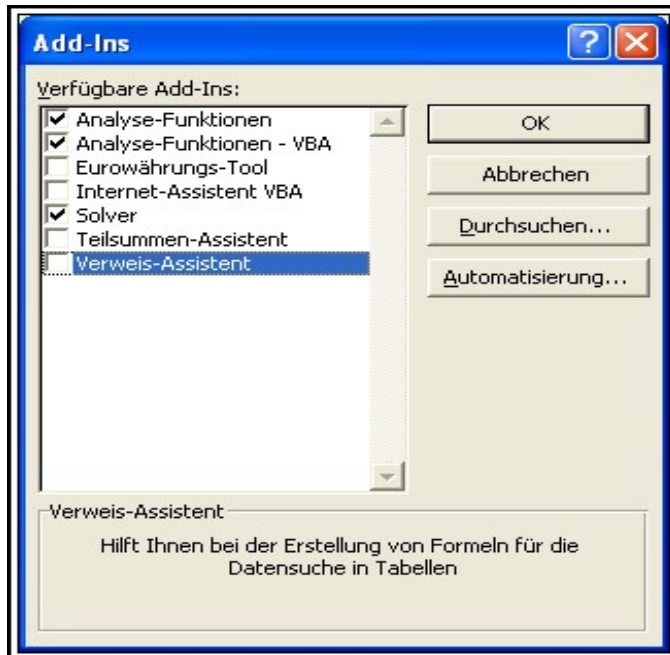 Add-Ins
Verfügbare Add-Ins:
Analyse-Funktionen
Analyse-Funktionen - VBA
Eurowährungs-Tool
Internet-Assistent VBA
Solver
Teilsummen-Assistent
Verweis-Assistent
OK
Abbrechen
Durchsuchen...
Automatisierung...
Verweis-Assistent
Hilft Ihnen bei der Erstellung von Formeln für die
Datensuche in Tabellen